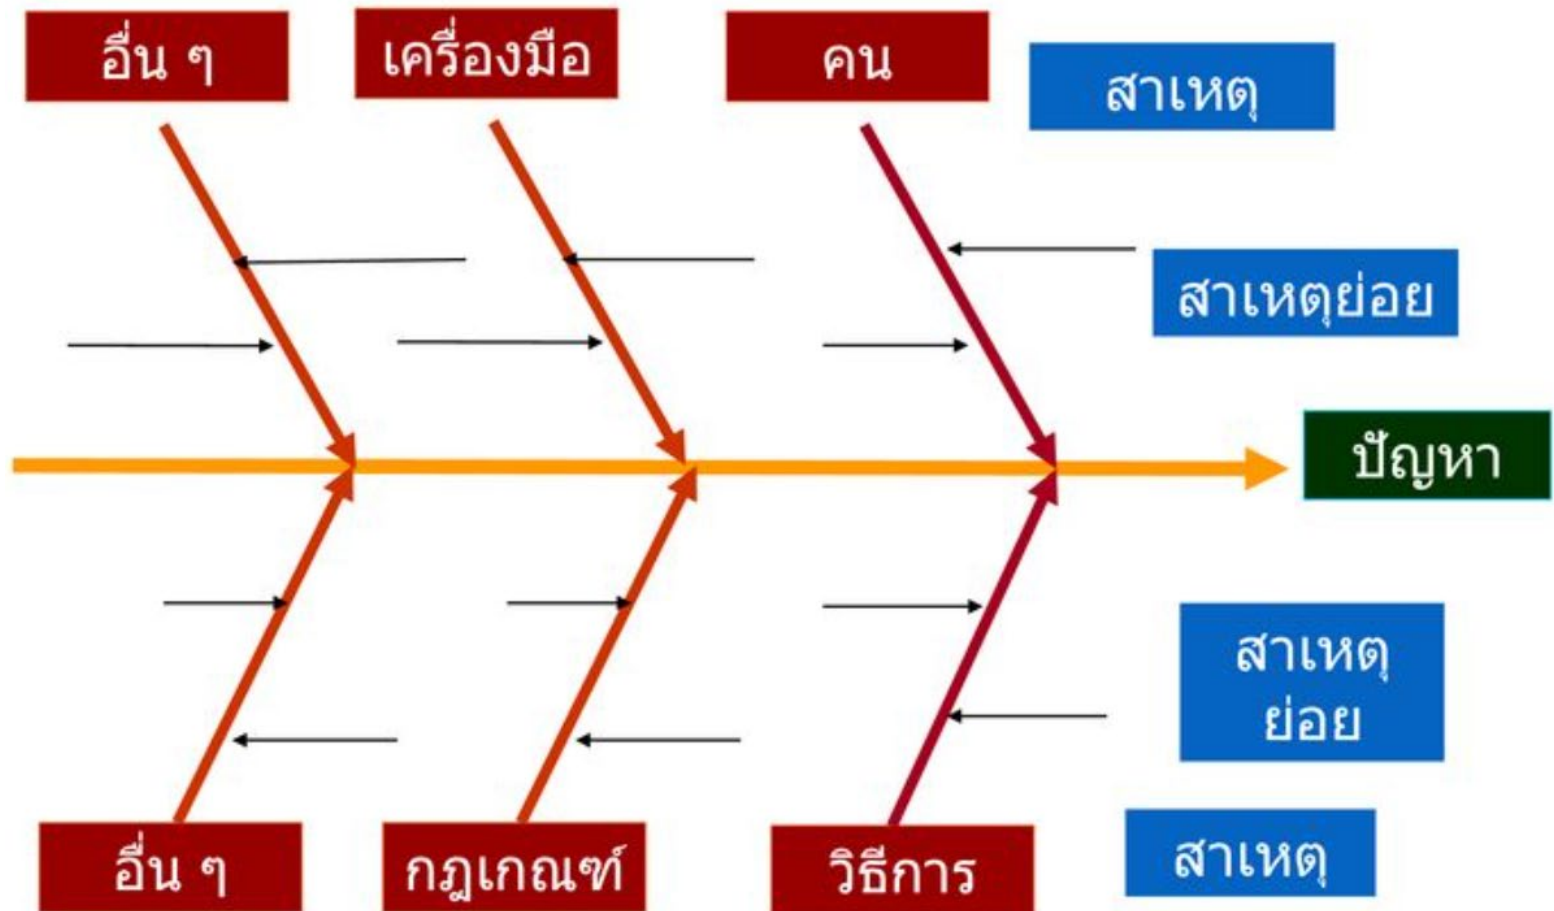 อื่น ๆ
เครื่องมือ
คน
สาเหตุ
สาเหตุย่อย
ปัญหา
สาเหตุ
ย่อย
อื่น ๆ
กฎเกณฑ์
วิธีการ
สาเหตุ